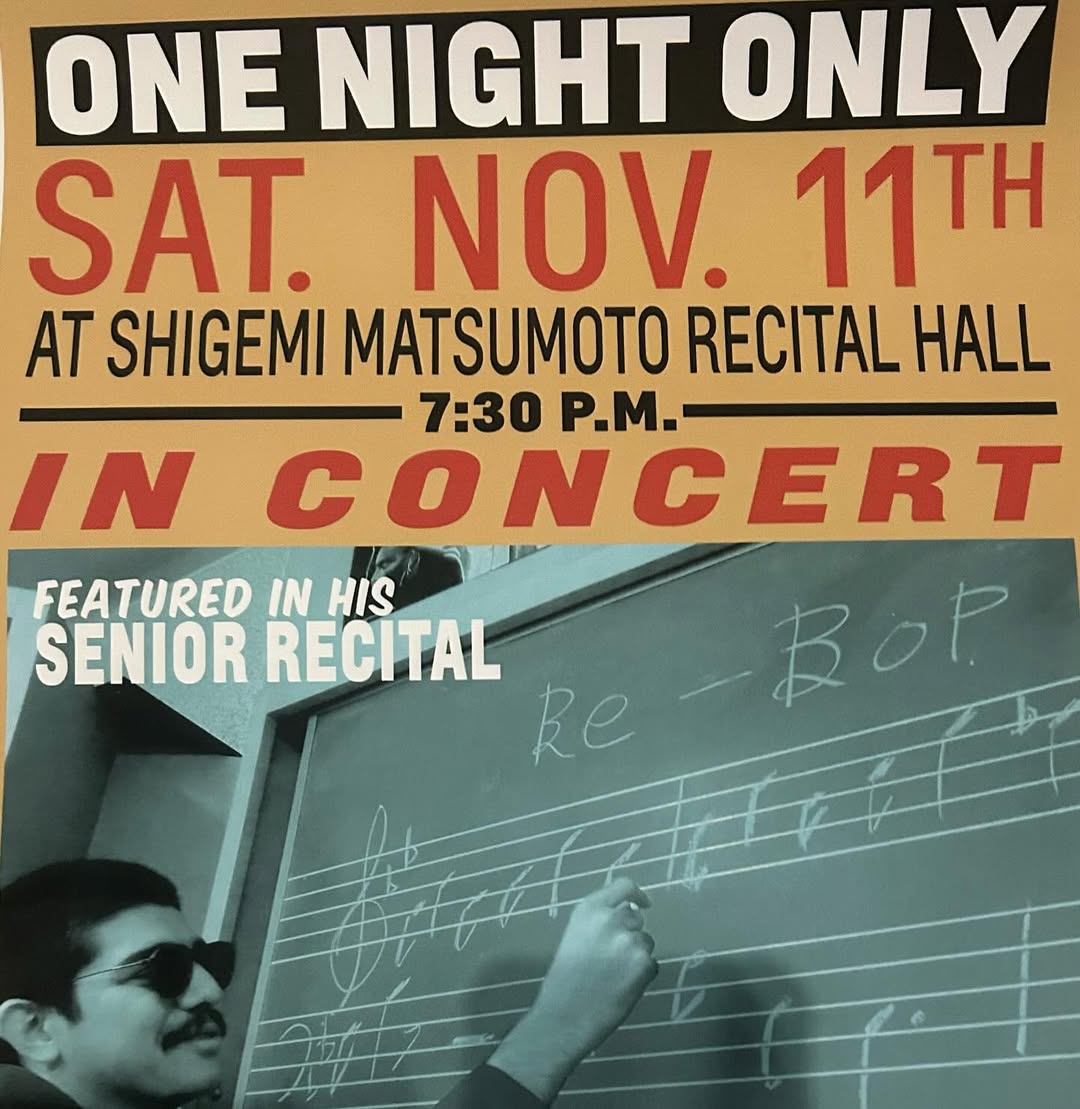 ONE NIGHT ONLY
SAT. NOV. 11TH
AT SHIGEMI MATSUMOTO RECITAL HALL
7:30 P.M.
IN CONCERT
FEATURED IN HIS
SENIOR RECITAL
Re - BoP.